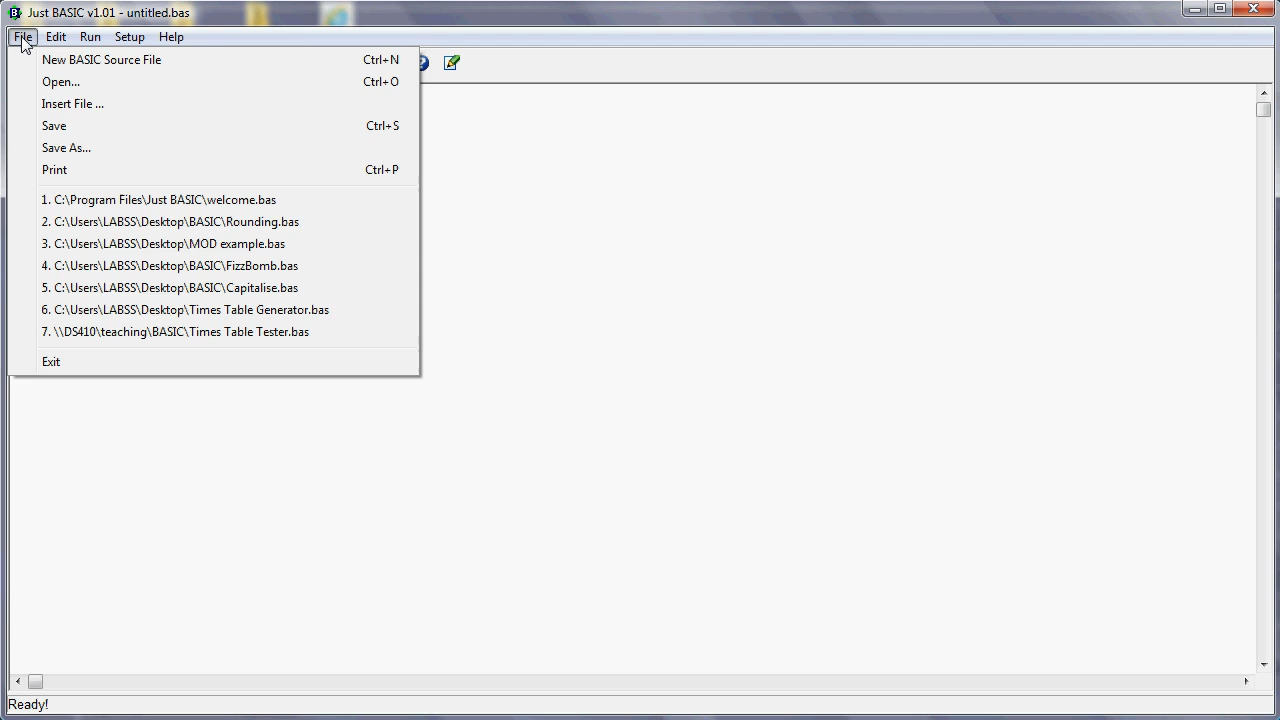 Just BASIC v1.01 - untitled.bas
File Edit Run Setup Help
New BASIC Source File Ctrl+N
Open... Ctrl+O
Insert File ...
Save Ctrl+S
Save As...
Print Ctrl+P
1. C:\Program Files\Just BASIC\welcome.bas
2. C:\Users\LABSS\Desktop\BASIC\Rounding.bas
3. C:\Users\LABSS\Desktop\MOD example.bas
4. C:\Users\LABSS\Desktop\BASIC\FizzBomb.bas
5. C:\Users\LABSS\Desktop\BASIC\Capitalise.bas
6. C:\Users\LABSS\Desktop\Times Table Generator.bas
7. \\DS410\teaching\BASIC\Times Table Tester.bas
Exit
Ready!